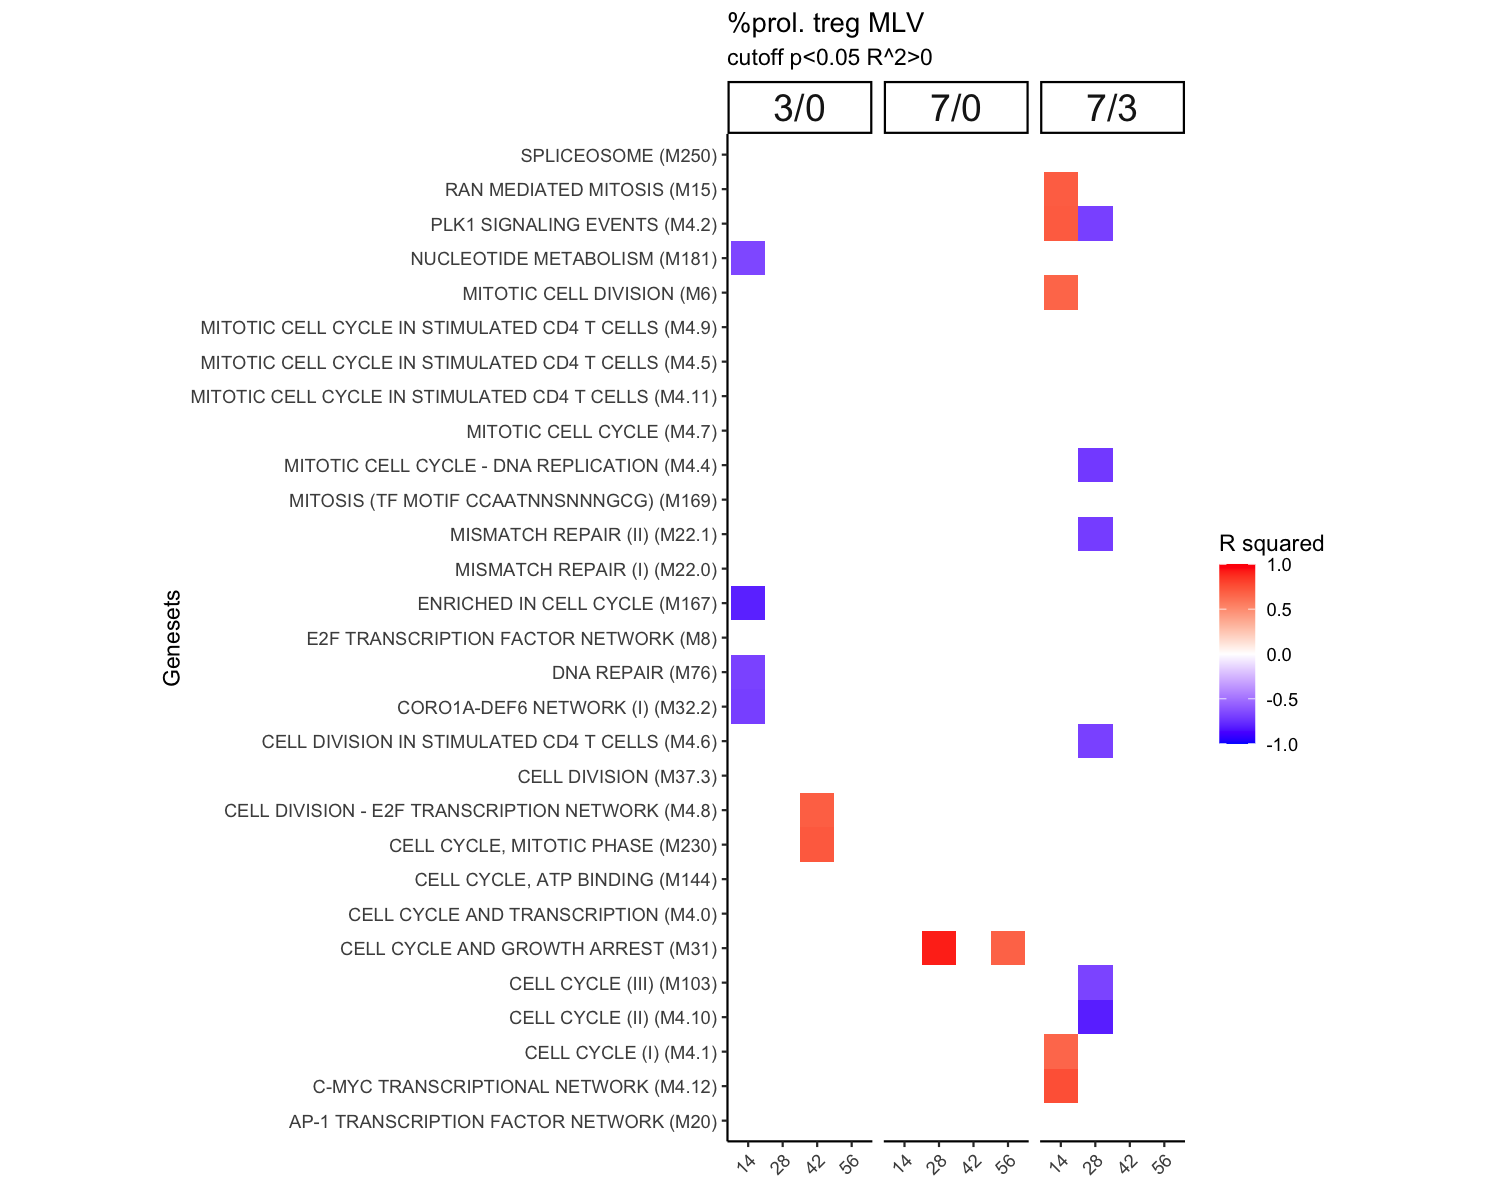 %prol. treg MLV
cutoff p<0.05 R^2>0
3/0 7/0 7/3
SPLICEOSOME (M250)
RAN MEDIATED MITOSIS (M15)
PLK1 SIGNALING EVENTS (M4.2)
NUCLEOTIDE METABOLISM (M181)
MITOTIC CELL DIVISION (M6)
MITOTIC CELL CYCLE IN STIMULATED CD4 T CELLS (M4.9)
MITOTIC CELL CYCLE IN STIMULATED CD4 T CELLS (M4.5)
MITOTIC CELL CYCLE IN STIMULATED CD4 T CELLS (M4.11)
MITOTIC CELL CYCLE (M4.7)
MITOTIC CELL CYCLE - DNA REPLICATION (M4.4)
MITOSIS (TF MOTIF CCAATNNSNNNGCG) (M169)
MISMATCH REPAIR (II) (M22.1)
MISMATCH REPAIR (I) (M22.0)
ENRICHED IN CELL CYCLE (M167)
E2F TRANSCRIPTION FACTOR NETWORK (M8)
DNA REPAIR (M76)
CORO1A-DEF6 NETWORK (I) (M32.2)
CELL DIVISION IN STIMULATED CD4 T CELLS (M4.6)
CELL DIVISION (M37.3)
CELL DIVISION - E2F TRANSCRIPTION NETWORK (M4.8)
CELL CYCLE, MITOTIC PHASE (M230)
CELL CYCLE, ATP BINDING (M144)
CELL CYCLE AND TRANSCRIPTION (M4.0)
CELL CYCLE AND GROWTH ARREST (M31)
CELL CYCLE (III) (M103)
CELL CYCLE (II) (M4.10)
CELL CYCLE (I) (M4.1)
C-MYC TRANSCRIPTIONAL NETWORK (M4.12)
AP-1 TRANSCRIPTION FACTOR NETWORK (M20)
Genesets
14 28 42 56 14 28 42 56 14 28 42 56
R squared
1.0
0.5
0.0
-0.5
-1.0